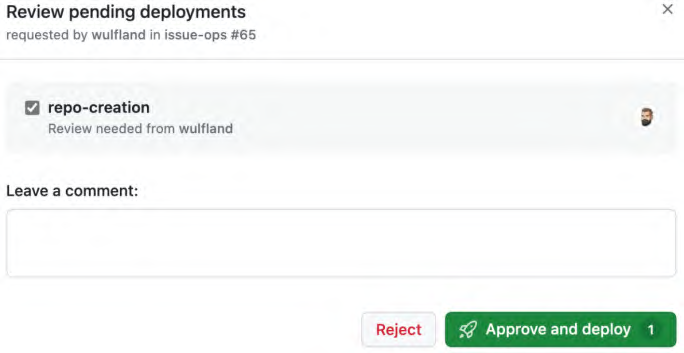 Review pending deployments
requested by wulfland in issue-ops #65
repo-creation
Review needed from wulfland
Leave a comment:
Reject
Approve and deploy 1